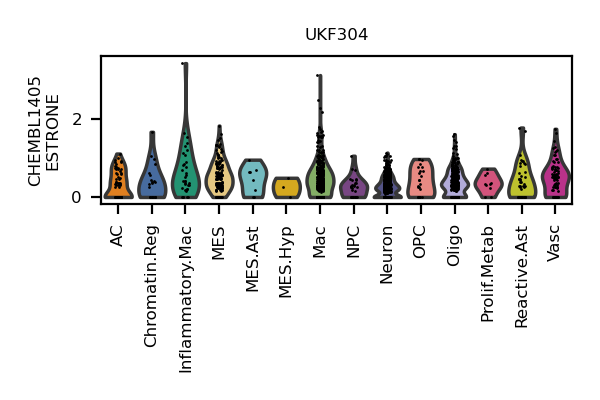 UKF304
CHEMBL1405
ESTRONE
2
0
AC
Chromatin.Reg
Inflammatory.Mac
MES
MES.Ast
MES.Hyp
Mac
NPC
Neuron
OPC
Oligo
Prolif.Metab
Reactive.Ast
Vasc